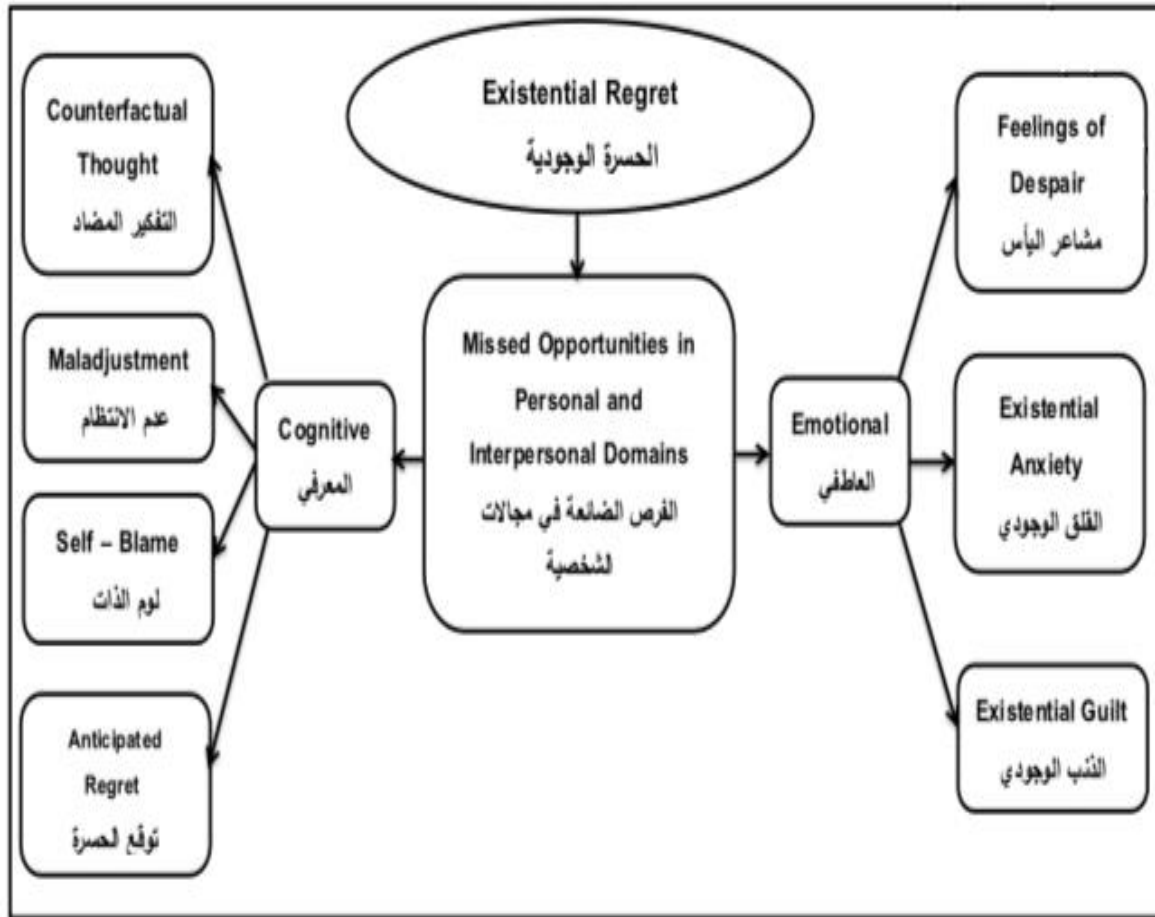 Existential Regret
الحسرة الوجودية
Counterfactual
Thought
التفكير المضاد
Maladjustment
عدم الانتظام
Self – Blame
لوم الذات
Anticipated
Regret
توقع الحسرة
Cognitive
المعرفي
Missed Opportunities in
Personal and
Interpersonal Domains
الفرص الضائعة في مجالات
الشخصية
Emotional
العاطفي
Feelings of
Despair
مشاعر اليأس
Existential
Anxiety
القلق الوجودي
Existential Guilt
الذنب الوجودي